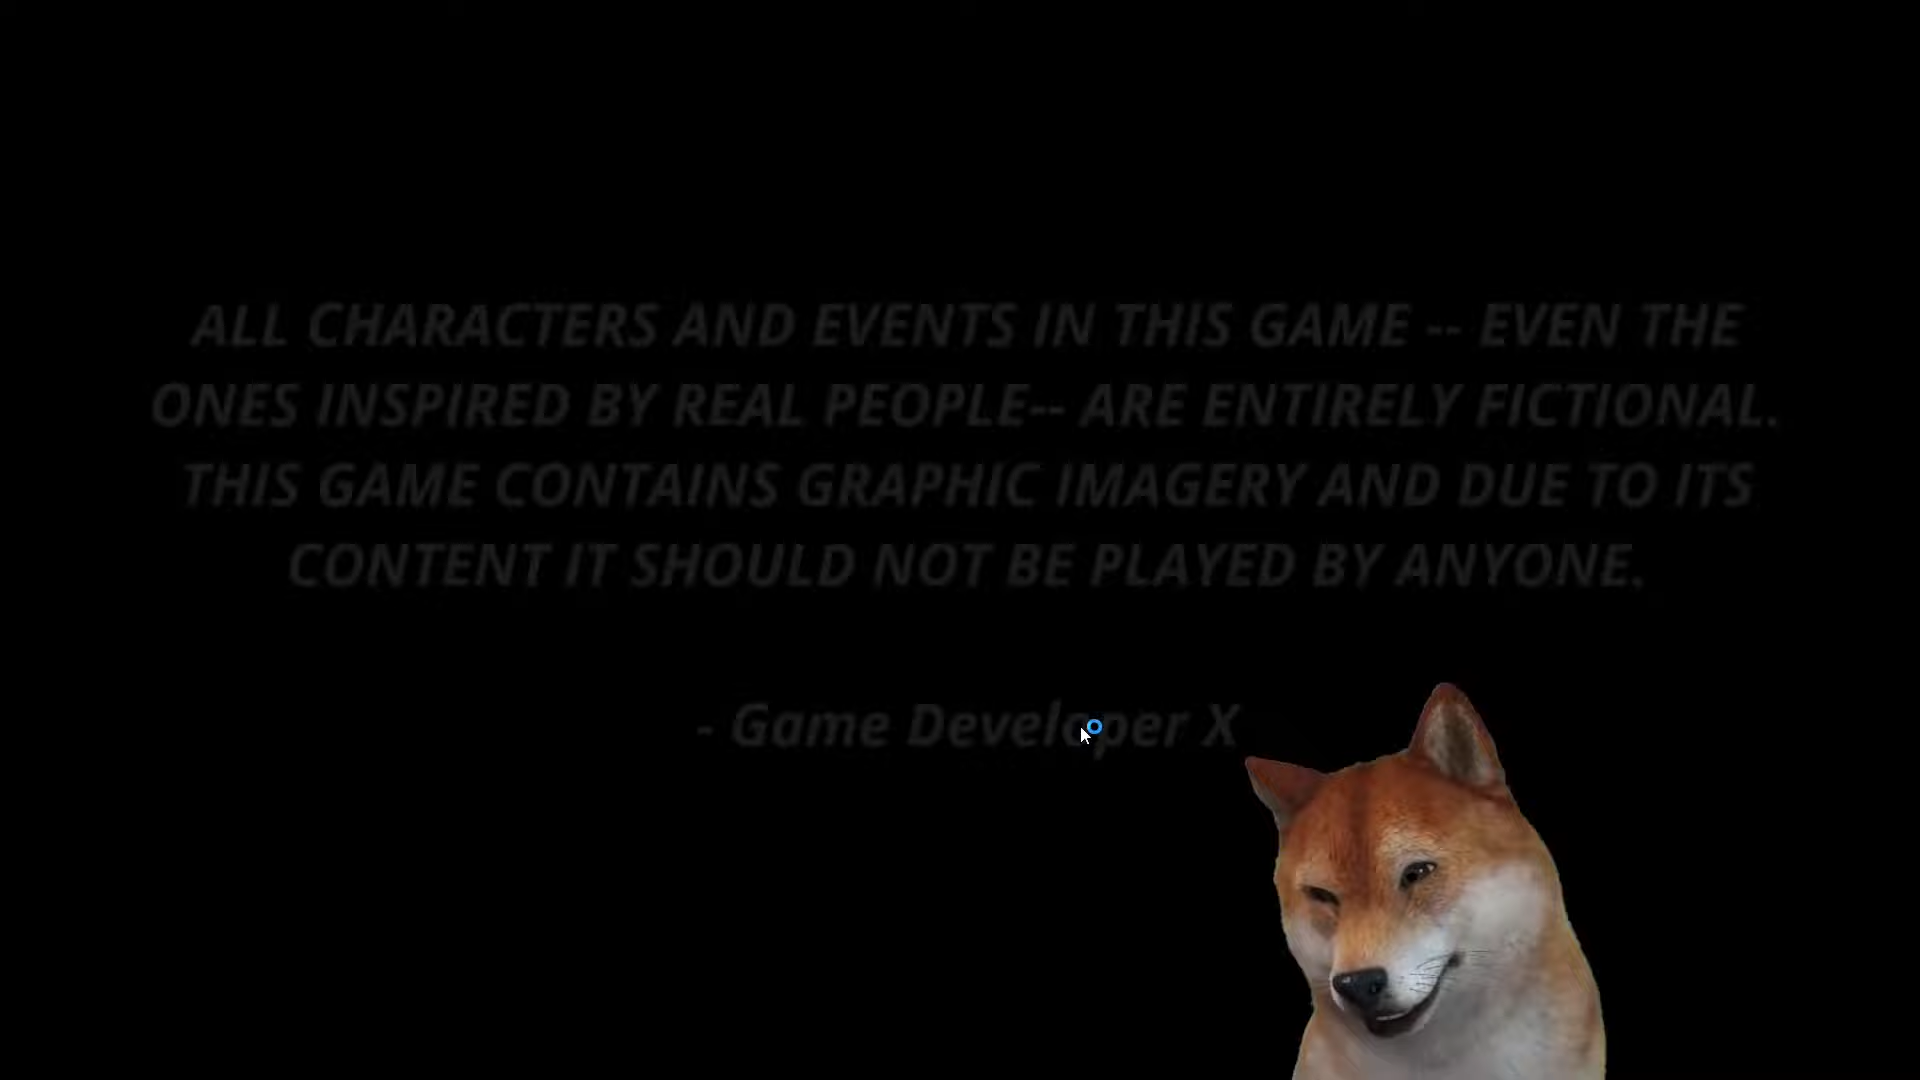 ALL CHARACTERS AND EVENTS IN THIS GAME -- EVEN THE
ONES INSPIRED BY REAL PEOPLE-- ARE ENTIRELY FICTIONAL.
THIS GAME CONTAINS GRAPHIC IMAGERY AND DUE TO ITS
CONTENT IT SHOULD NOT BE PLAYED BY ANYONE.
- Game Developer X